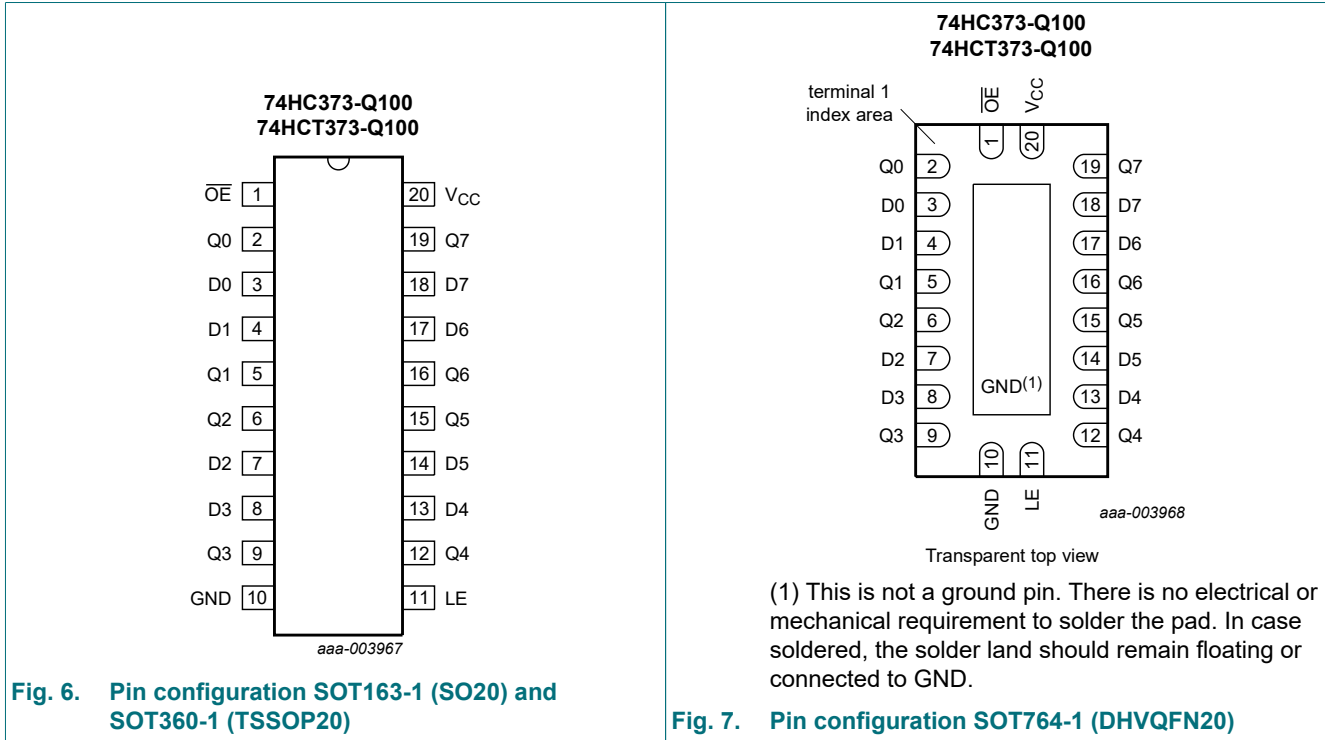 74HC373-Q100
74HCT373-Q100
OE 1
20 VCC
Q0 2
19 Q7
D0 3
18 D7
D1 4
17 D6
Q1 5
16 Q6
Q2 6
15 Q5
D2 7
14 D5
D3 8
13 D4
Q3 9
12 Q4
GND 10
11 LE
aaa-003967
Fig. 6. Pin configuration SOT163-1 (SO20) and
SOT360-1 (TSSOP20)
74HC373-Q100
74HCT373-Q100
terminal 1
index area
OE
VCC
1
20
Q0 2
19 Q7
D0 3
18 D7
D1 4
17 D6
Q1 5
16 Q6
Q2 6
15 Q5
D2 7
14 D5
D3 8
GND(1)
13 D4
Q3 9
12 Q4
10
11
GND
LE
aaa-003968
Transparent top view
(1) This is not a ground pin. There is no electrical or
mechanical requirement to solder the pad. In case
soldered, the solder land should remain floating or
connected to GND.
Fig. 7. Pin configuration SOT764-1 (DHVQFN20)